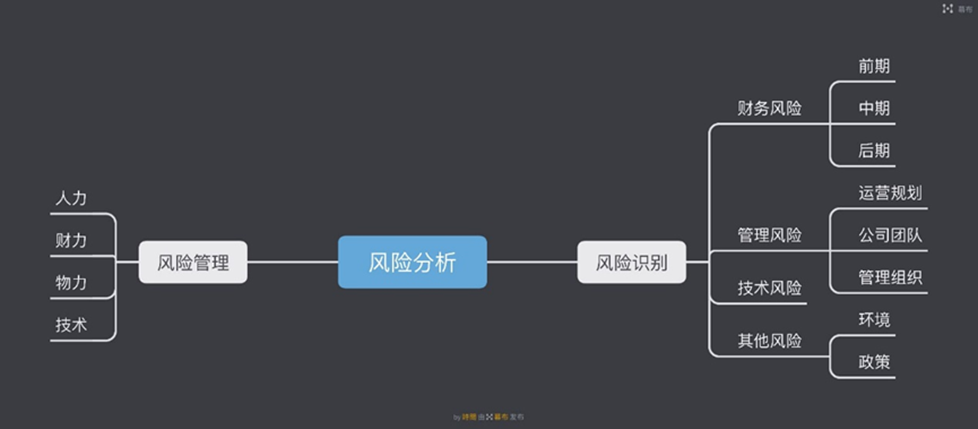 幕布
前期
财务风险
中期
后期
人力
运营规划
财力
管理风险
公司团队
风险管理
风险分析
风险识别
物力
管理组织
技术风险
技术
环境
其他风险
政策